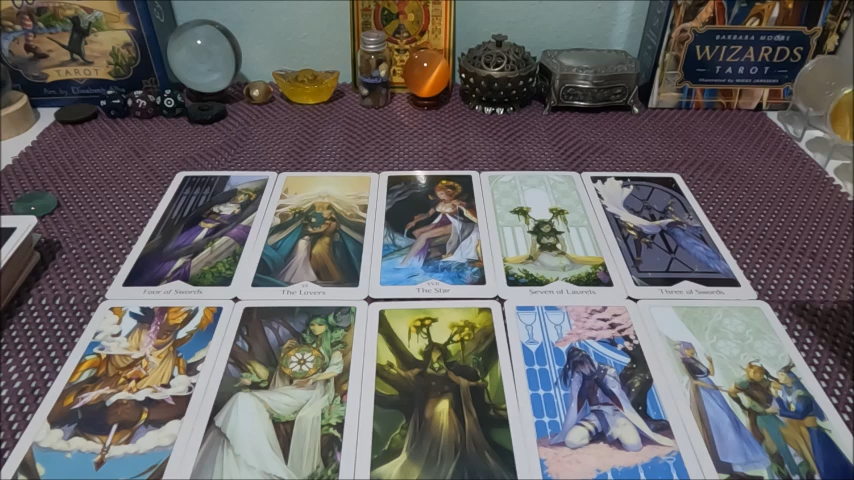 TAROT
BARBARA MOORE
WIZARDS
TAROT
Four of Swords
VI
The Lovers
XVII
The Star
Seven of Laurels
Three of Swords